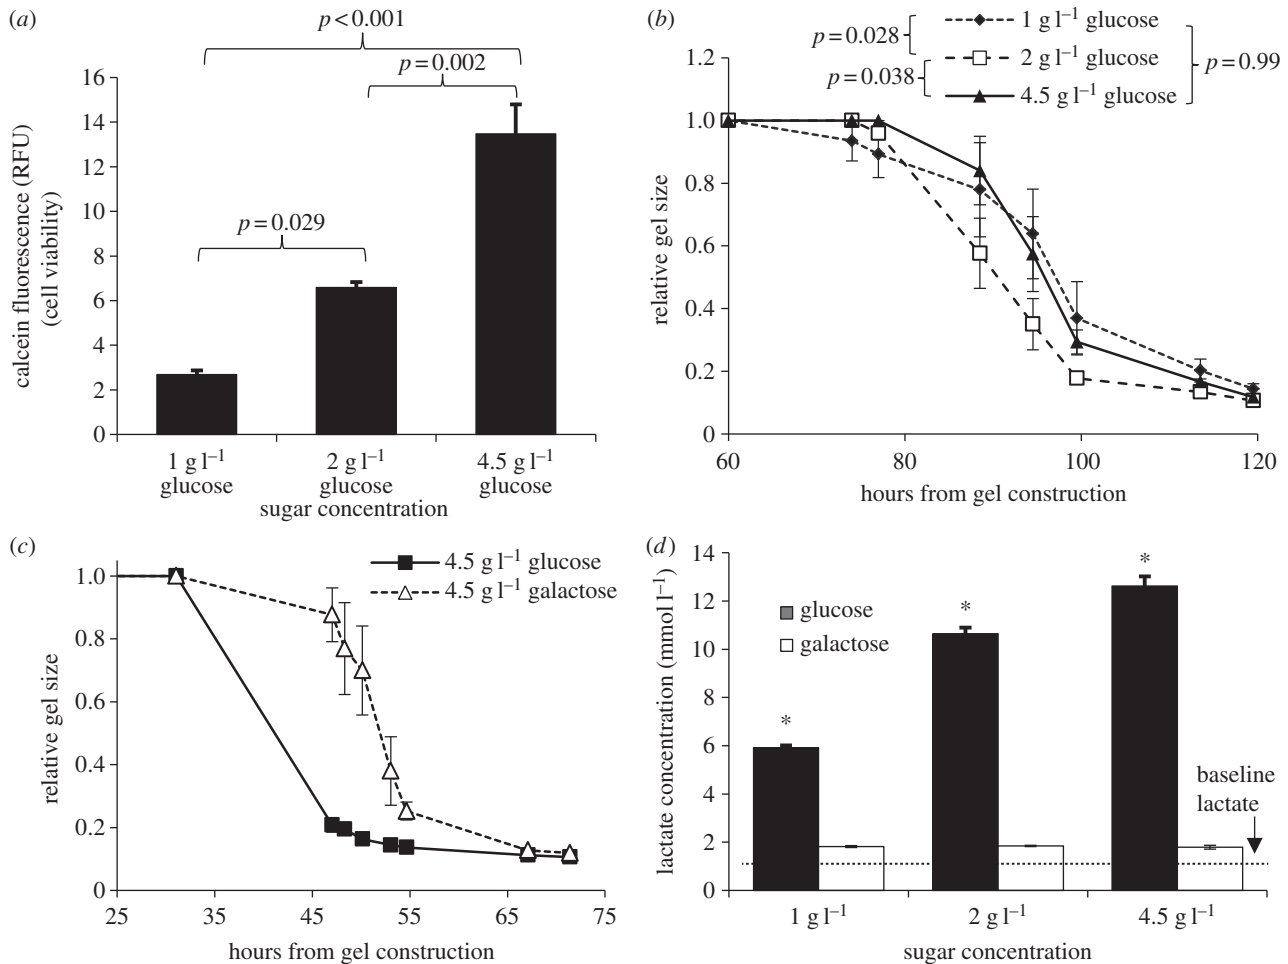 (a)
p < 0.001
p = 0.002
p = 0.029
16
14
12
10
8
6
4
2
0
calcein fluorescence (RFU)
(cell viability)
1 g l⁻¹
glucose
2 g l⁻¹
glucose
4.5 g l⁻¹
glucose
sugar concentration
(b)
1 g l⁻¹ glucose
2 g l⁻¹ glucose
4.5 g l⁻¹ glucose
p = 0.028
p = 0.038
p = 0.99
1.2
1.0
0.8
0.6
0.4
0.2
0
relative gel size
60 80 100 120
hours from gel construction
(c)
4.5 g l⁻¹ glucose
4.5 g l⁻¹ galactose
1.0
0.8
0.6
0.4
0.2
0
relative gel size
25 35 45 55 65 75
hours from gel construction
(d)
14
12
10
8
6
4
2
0
lactate concentration (mmol l⁻¹)
glucose
galactose
*
*
*
baseline
lactate
1 g l⁻¹ 2 g l⁻¹ 4.5 g l⁻¹
sugar concentration